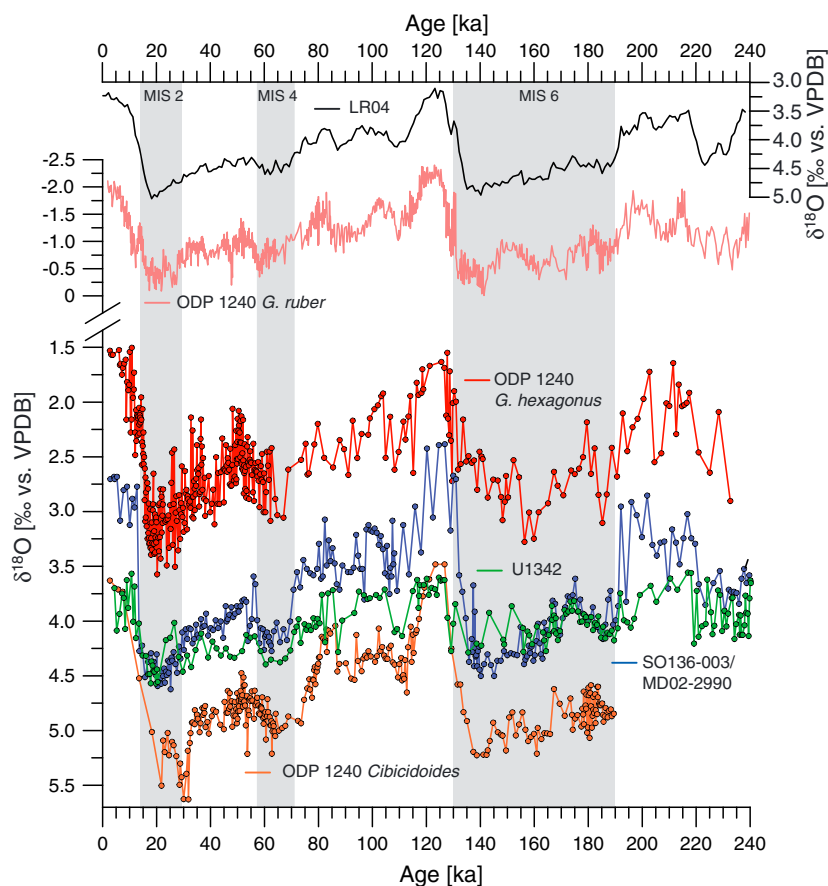 Age [ka]
0 20 40 60 80 100 120 140 160 180 200 220 240
MIS 2 MIS 4 MIS 6
LR04
3.0
3.5
4.0
4.5
5.0
δ18O [‰ vs. VPDB]
-2.5
-2.0
-1.5
-1.0
-0.5
0
ODP 1240 G. ruber
1.5
2.0
2.5
3.0
3.5
4.0
4.5
5.0
5.5
δ18O [‰ vs. VPDB]
ODP 1240
G. hexagonus
U1342
SO136-003/
MD02-2990
ODP 1240 Cibicidoides
0 20 40 60 80 100 120 140 160 180 200 220 240
Age [ka]